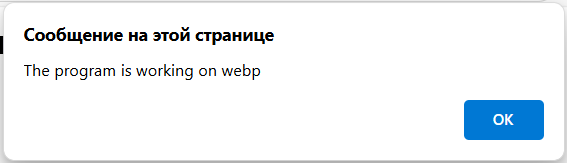 Сообщение на этой странице
The program is working on webp
OK